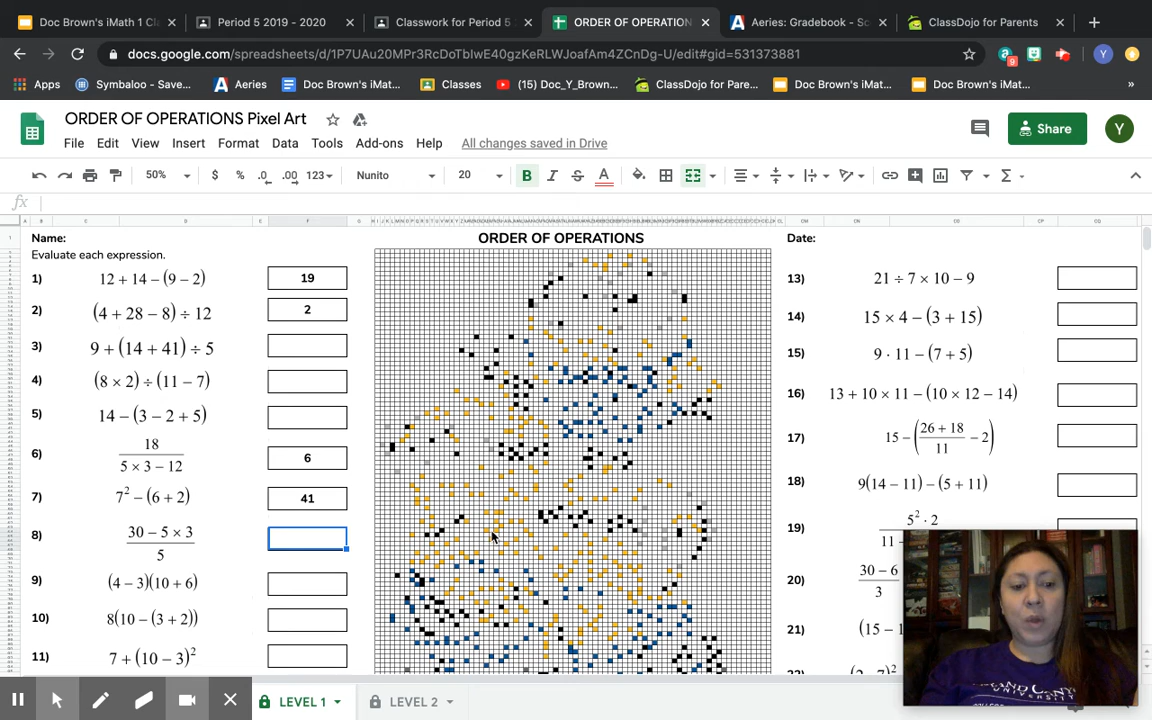 Doc Brown's iMath 1 Cl
Period 5 2019 - 2020
Classwork for Period 5
ORDER OF OPERATION
Aeries: Gradebook - Sc
ClassDojo for Parents
docs.google.com/spreadsheets/d/1P7UAu20MPr3RcDoTbIwE40gzKeRLWJoafAm4ZCnDg-U/edit#gid=531373881
9
Y
Apps
Symbaloo - Save...
Aeries
Doc Brown's iMat...
Classes
(15) Doc_Y_Brown...
ClassDojo for Pare...
Doc Brown's iMat...
Doc Brown's iMat...
»
ORDER OF OPERATIONS Pixel Art
Share
Y
File Edit View Insert Format Data Tools Add-ons Help All changes saved in Drive
50% $ % .0 .00 123 Nunito 20 B I S A Σ
fx
Name: ORDER OF OPERATIONS Date:
Evaluate each expression.
1) 12 + 14 – (9 – 2) 19
2) (4 + 28 – 8) ÷ 12 2
3) 9 + (14 + 41) ÷ 5
4) (8 × 2) ÷ (11 – 7)
5) 14 – (3 – 2 + 5)
6) 18 / 5 × 3 – 12 6
7) 7² – (6 + 2) 41
8) 30 – 5 × 3 / 5
9) (4 – 3)(10 + 6)
10) 8(10 – (3 + 2))
11) 7 + (10 – 3)²
13) 21 ÷ 7 × 10 – 9
14) 15 × 4 – (3 + 15)
15) 9 · 11 – (7 + 5)
16) 13 + 10 × 11 – (10 × 12 – 14)
17) 15 – (26 + 18 / 11 – 2)
18) 9(14 – 11) – (5 + 11)
19) 5² · 2 / 11 –
20) 30 – 6 / 3
21) (15 – 1
LEVEL 1
LEVEL 2